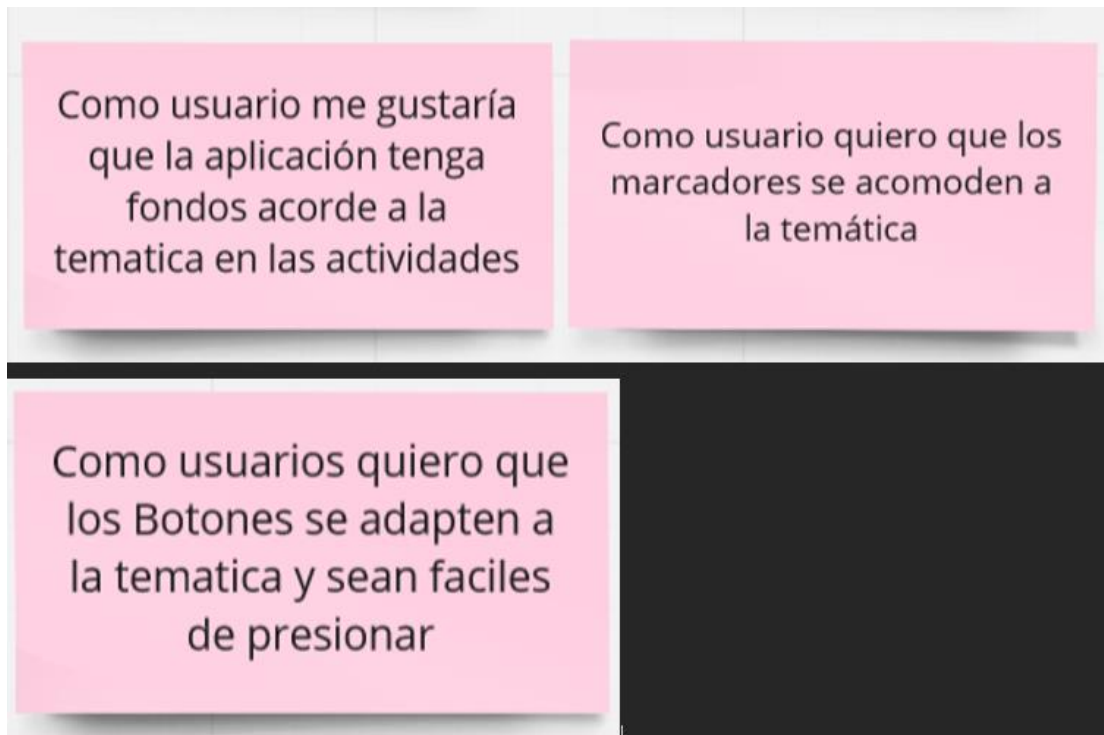 Como usuario me gustaría
que la aplicación tenga
fondos acorde a la
tematica en las actividades
Como usuario quiero que los
marcadores se acomoden a
la temática
Como usuarios quiero que
los Botones se adapten a
la tematica y sean faciles
de presionar